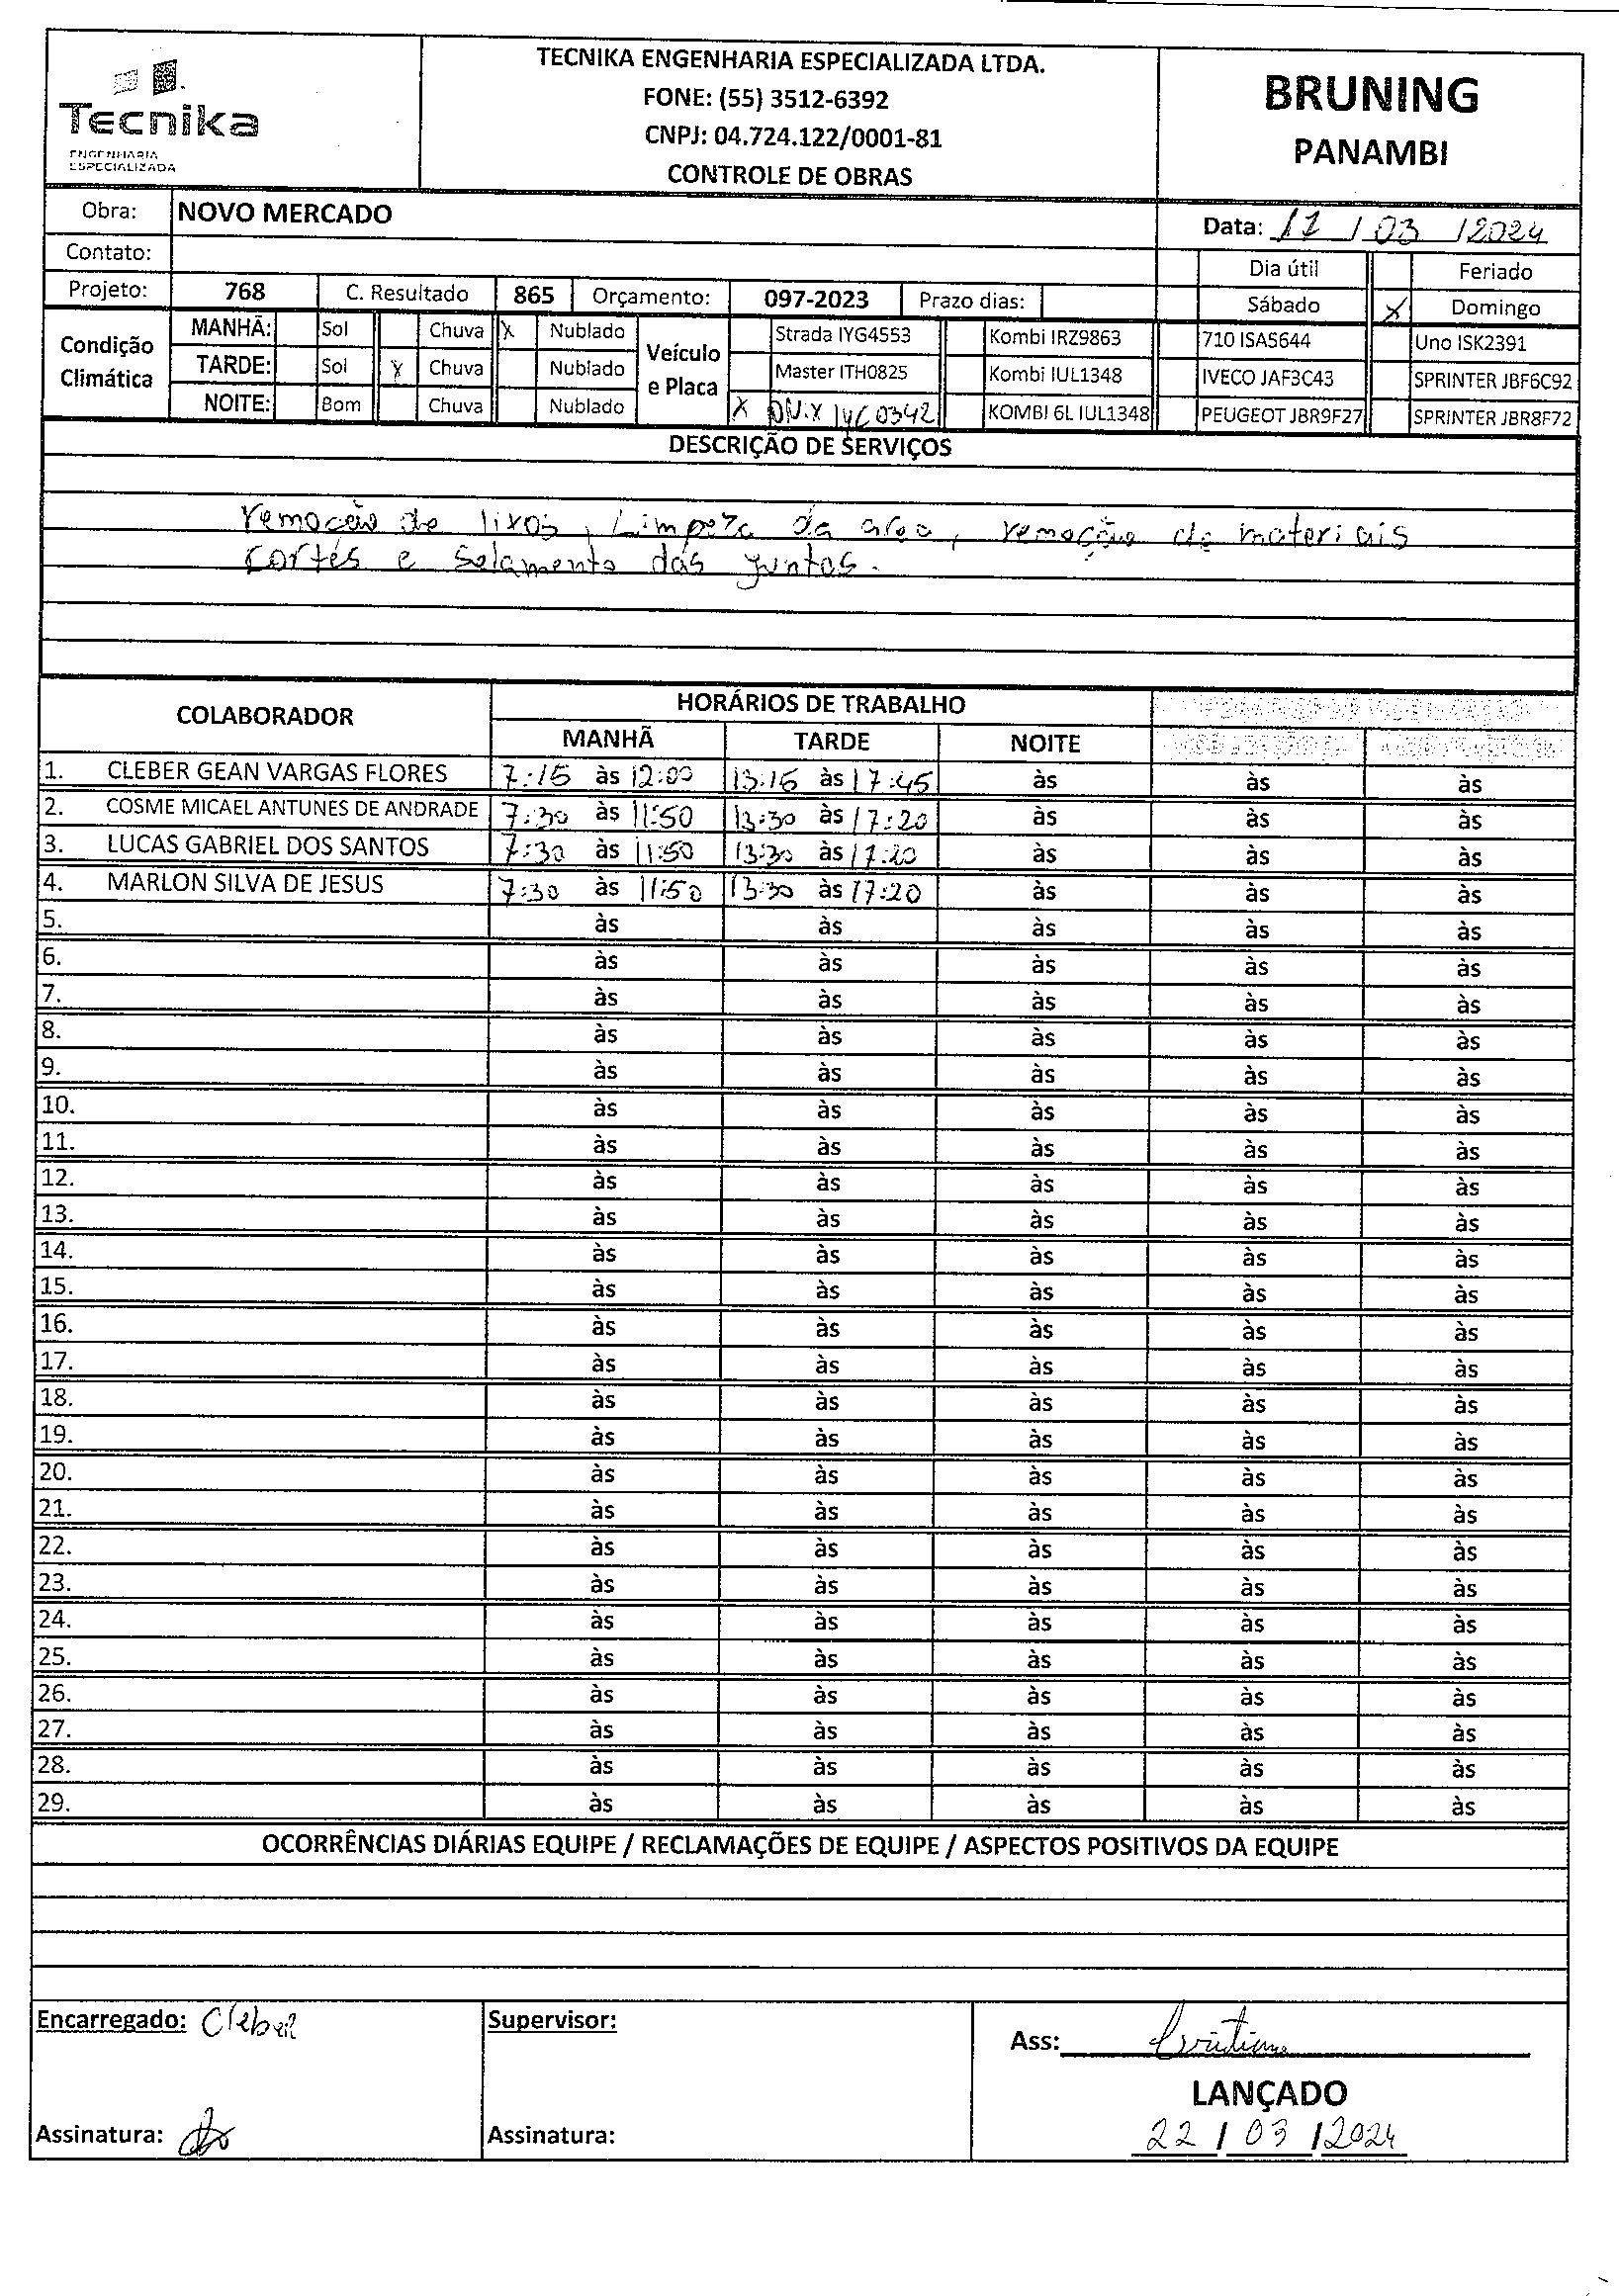 Tecnika
ENGENHARIA
ESPECIALIZADA
TECNIKA ENGENHARIA ESPECIALIZADA LTDA.
FONE: (55) 3512-6392
CNPJ: 04.724.122/0001-81
CONTROLE DE OBRAS
BRUNING
PANAMBI
Obra: NOVO MERCADO
Data: 17 / 03 / 2024
Contato:
Dia útil Feriado
Projeto: 768 C. Resultado 865 Orçamento: 097-2023 Prazo dias:
Sábado X Domingo
Condição Climática
MANHÃ: Sol Chuva X Nublado
TARDE: Sol X Chuva Nublado
NOITE: Bom Chuva Nublado
Veículo e Placa
Strada IYG4553 Kombi IRZ9863 710 ISA5644 Uno ISK2391
Master ITH0825 Kombi IUL1348 IVECO JAF3C43 SPRINTER JBF6C92
X ONIX IYC0342 KOMBI 6L IUL1348 PEUGEOT JBR9F27 SPRINTER JBR8F72
DESCRIÇÃO DE SERVIÇOS
remoção de lixos, Limpeza da area, remoção de materiais
cortes e selamento das juntas.
COLABORADOR HORÁRIOS DE TRABALHO
MANHÃ TARDE NOITE
1. CLEBER GEAN VARGAS FLORES 7:15 às 12:00 13:15 às 17:45 às às às
2. COSME MICAEL ANTUNES DE ANDRADE 7:30 às 11:50 13:30 às 17:20 às às às
3. LUCAS GABRIEL DOS SANTOS 7:30 às 11:50 13:30 às 17:20 às às às
4. MARLON SILVA DE JESUS 7:30 às 11:50 13:30 às 17:20 às às às
5. às às às às às
6. às às às às às
7. às às às às às
8. às às às às às
9. às às às às às
10. às às às às às
11. às às às às às
12. às às às às às
13. às às às às às
14. às às às às às
15. às às às às às
16. às às às às às
17. às às às às às
18. às às às às às
19. às às às às às
20. às às às às às
21. às às às às às
22. às às às às às
23. às às às às às
24. às às às às às
25. às às às às às
26. às às às às às
27. às às às às às
28. às às às às às
29. às às às às às
OCORRÊNCIAS DIÁRIAS EQUIPE / RECLAMAÇÕES DE EQUIPE / ASPECTOS POSITIVOS DA EQUIPE
Encarregado: Cleber
Supervisor:
Ass: Cristiane
LANÇADO
Assinatura:
Assinatura:
22 / 03 / 2024